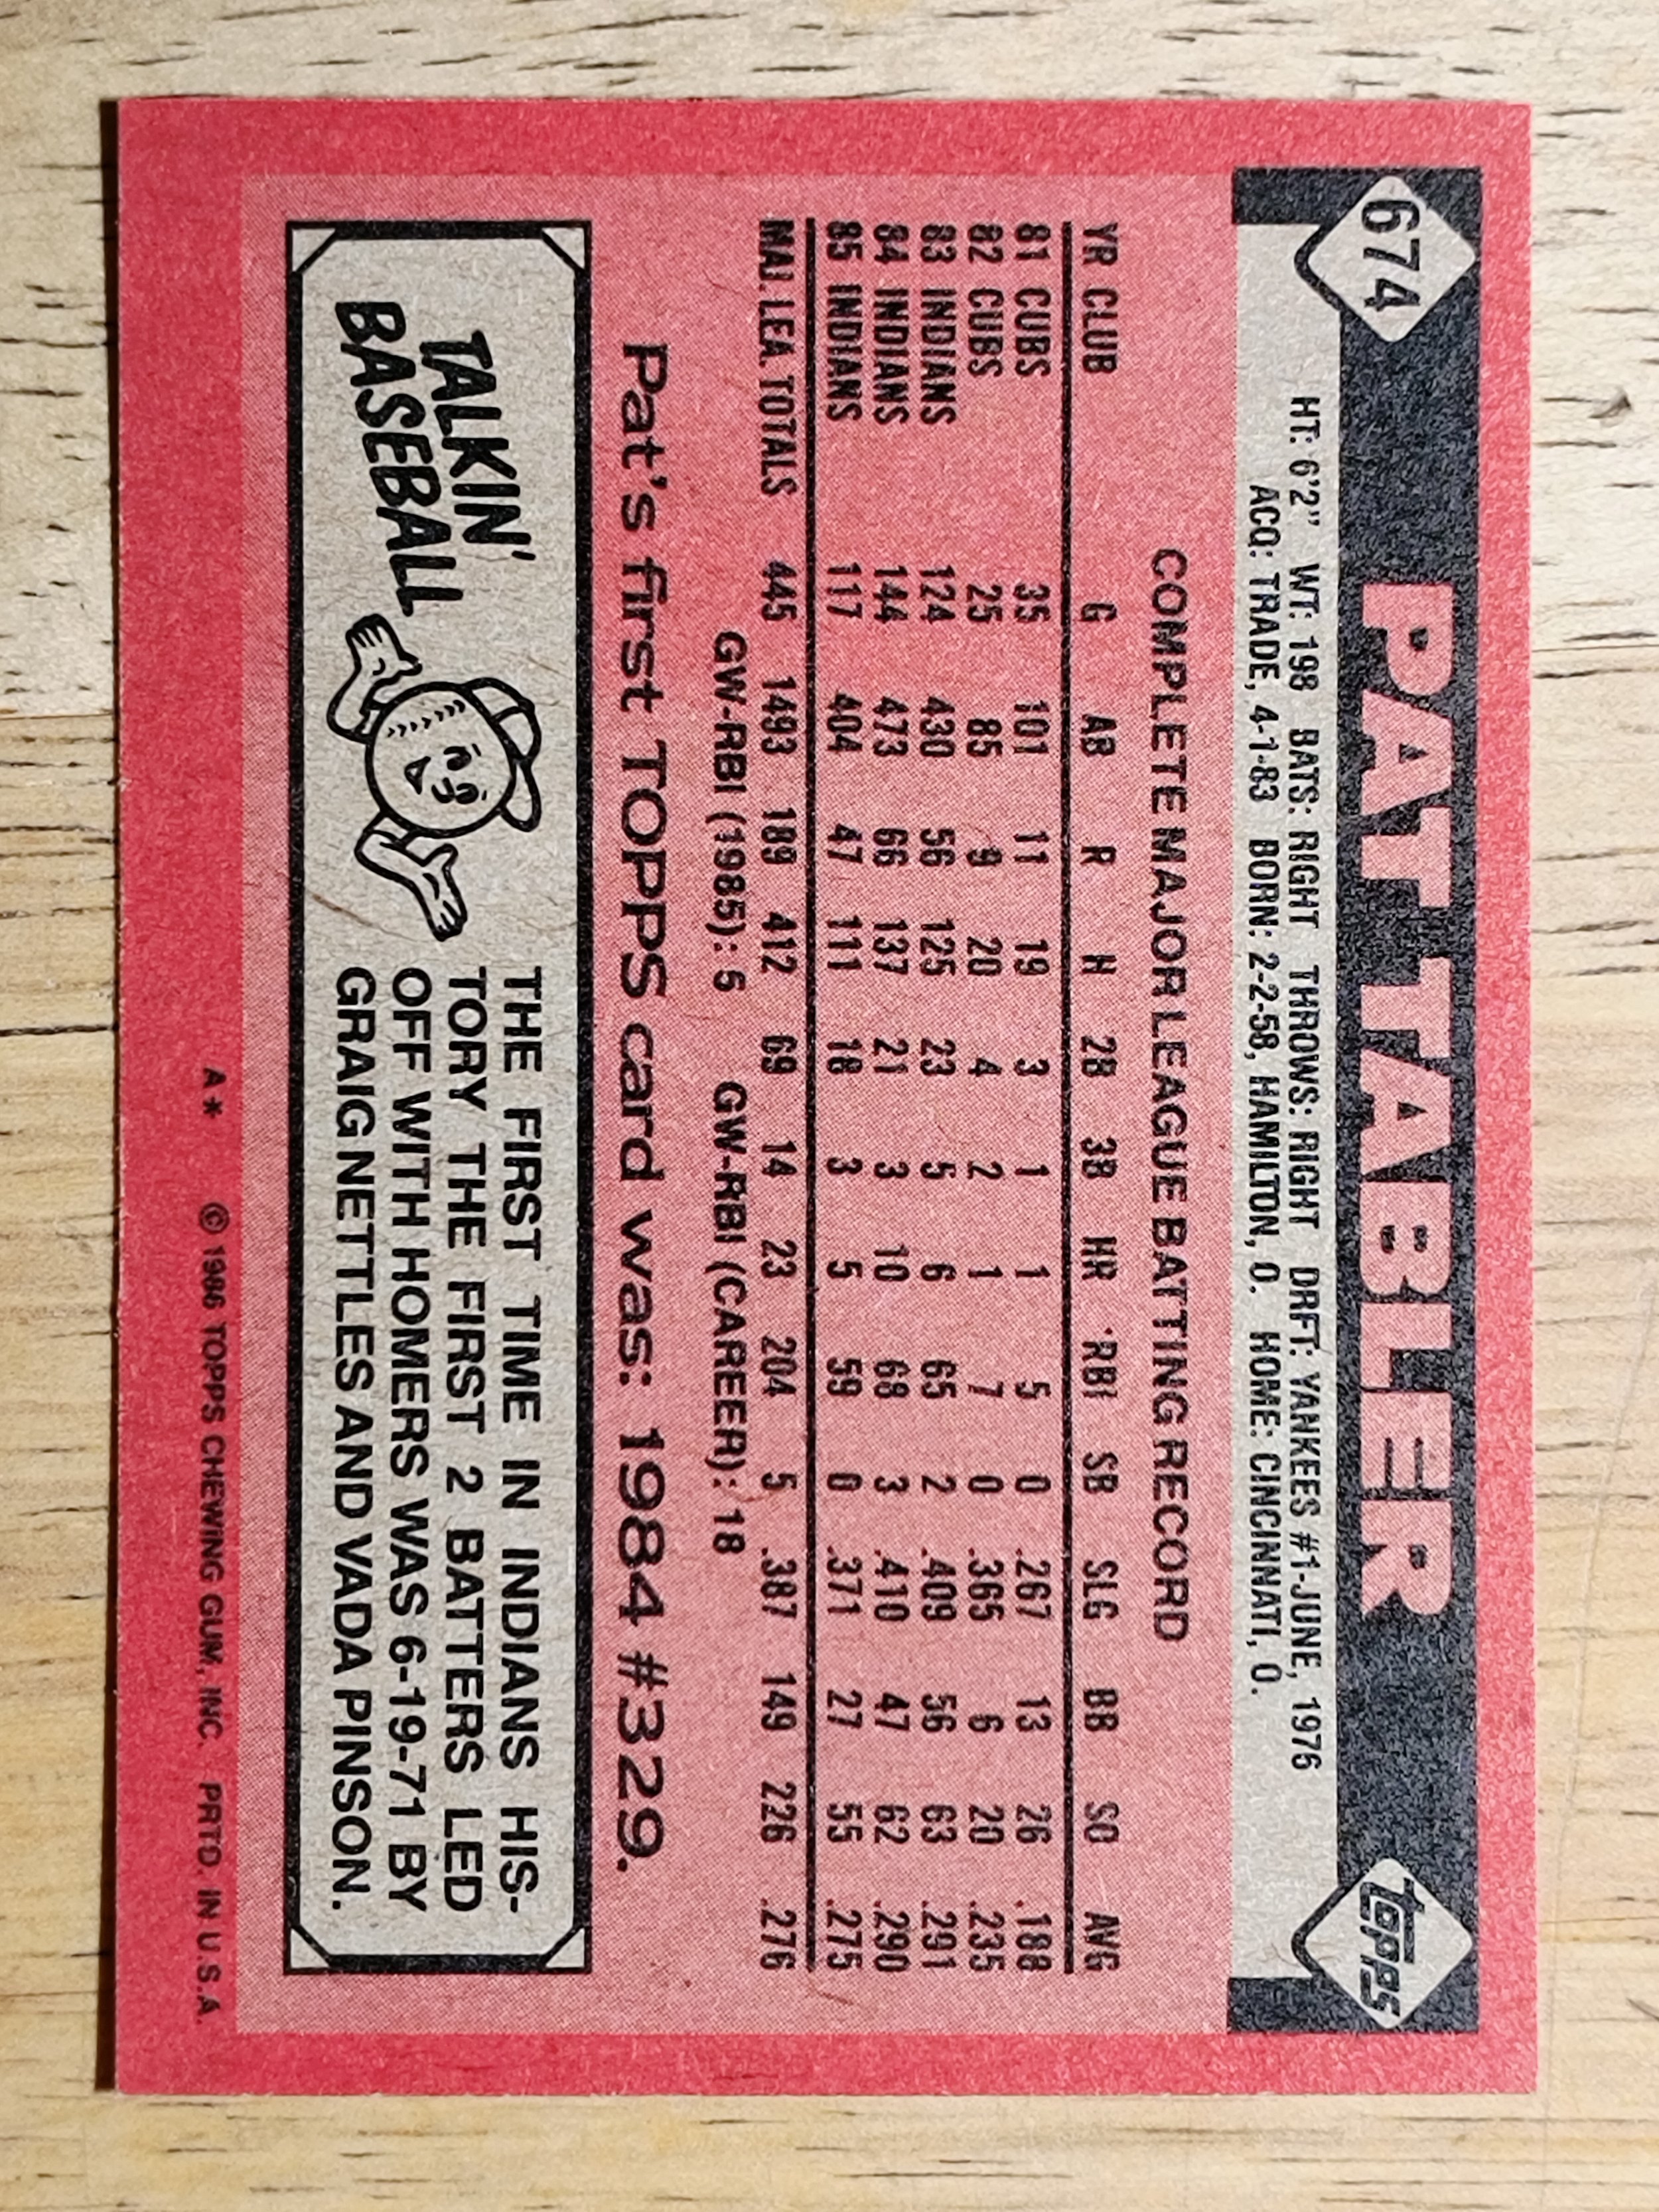 674
PAT TABLER
topps
HT: 6'2" WT: 198 BATS: RIGHT THROWS: RIGHT DRFT: YANKEES #1-JUNE, 1976
ACQ: TRADE, 4-1-83 BORN: 2-2-58, HAMILTON, O. HOME: CINCINNATI, O.
COMPLETE MAJOR LEAGUE BATTING RECORD
YR CLUB G AB R H 2B 3B HR RBI SB SLG BB SO AVG
81 CUBS 35 101 11 19 3 1 1 5 0 .267 13 26 .188
82 CUBS 25 85 9 20 4 2 1 7 0 .365 6 20 .235
83 INDIANS 124 430 56 125 23 5 6 65 2 .409 56 63 .291
84 INDIANS 144 473 66 137 21 3 10 68 3 .410 47 62 .290
85 INDIANS 117 404 47 111 18 3 5 59 0 .371 27 55 .275
MAJ. LEA. TOTALS 445 1493 189 412 69 14 23 204 5 .387 149 226 .276
GW-RBI (1985): 5 GW-RBI (CAREER): 18
Pat's first TOPPS card was: 1984 #329.
TALKIN'
BASEBALL
THE FIRST TIME IN INDIANS HIS-
TORY THE FIRST 2 BATTERS LED
OFF WITH HOMERS WAS 6-19-71 BY
GRAIG NETTLES AND VADA PINSON.
A* © 1986 TOPPS CHEWING GUM, INC. PRTD. IN U.S.A.